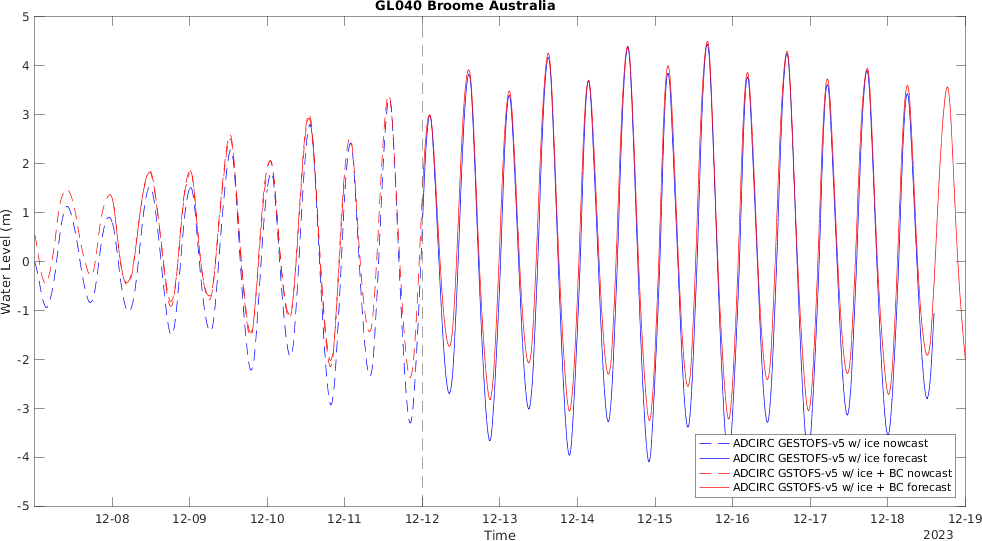 GL040 Broome Australia
5
4
3
2
1
0
-1
-2
-3
-4
-5
Water Level (m)
ADCIRC GESTOFS-v5 w/ ice nowcast
ADCIRC GESTOFS-v5 w/ ice forecast
ADCIRC GSTOFS-v5 w/ ice + BC nowcast
ADCIRC GSTOFS-v5 w/ ice + BC forecast
12-08 12-09 12-10 12-11 12-12 12-13 12-14 12-15 12-16 12-17 12-18 12-19
Time
2023